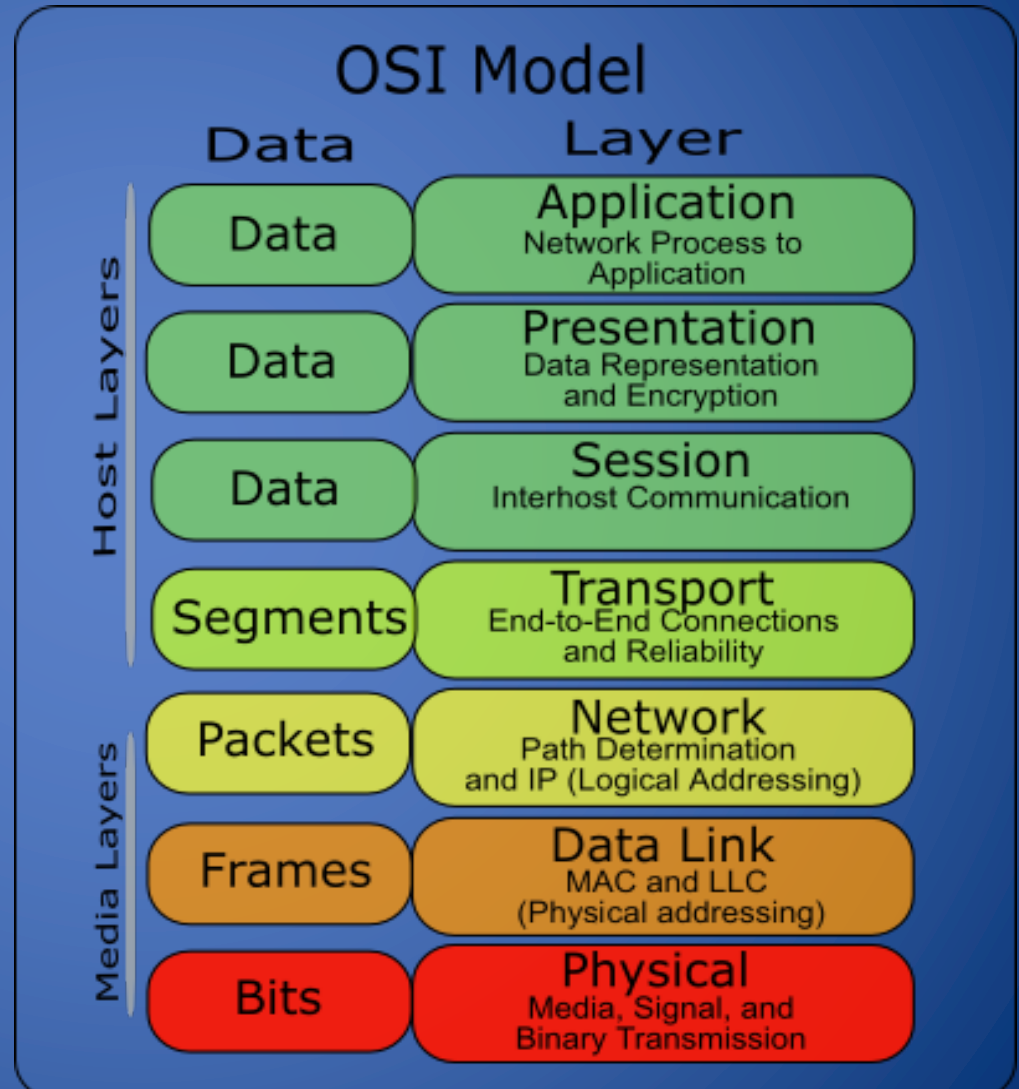 OSI Model
Data
Layer
Host Layers
Data
Application
Network Process to
Application
Data
Presentation
Data Representation
and Encryption
Data
Session
Interhost Communication
Segments
Transport
End-to-End Connections
and Reliability
Media Layers
Packets
Network
Path Determination
and IP (Logical Addressing)
Frames
Data Link
MAC and LLC
(Physical addressing)
Bits
Physical
Media, Signal, and
Binary Transmission